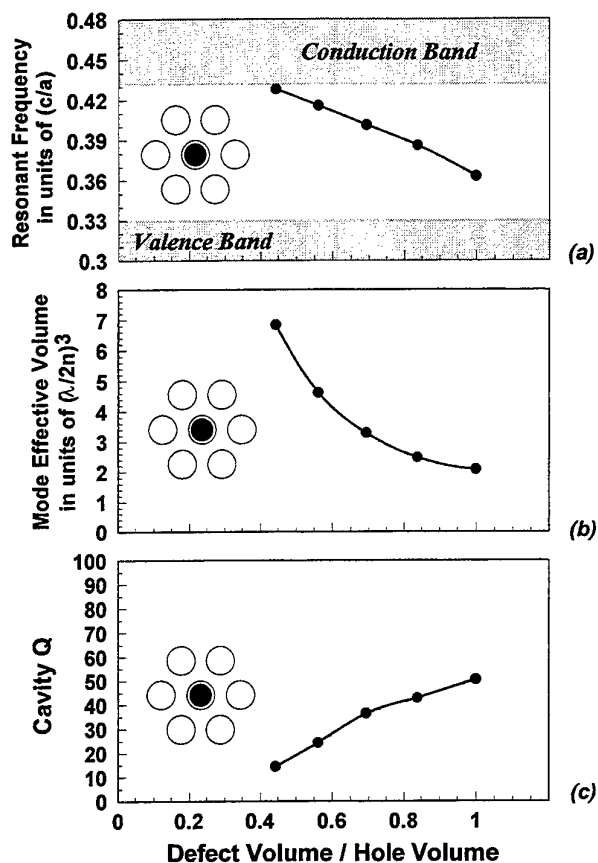 Resonant Frequency
in units of (c/a)
0.48
0.45
0.42
0.39
0.36
0.33
0.3
Conduction Band
Valence Band
(a)
Mode Effective Volume
in units of (λ/2n)³
8
7
6
5
4
3
2
1
0
(b)
Cavity Q
100
90
80
70
60
50
40
30
20
10
0
(c)
0 0.2 0.4 0.6 0.8 1
Defect Volume / Hole Volume